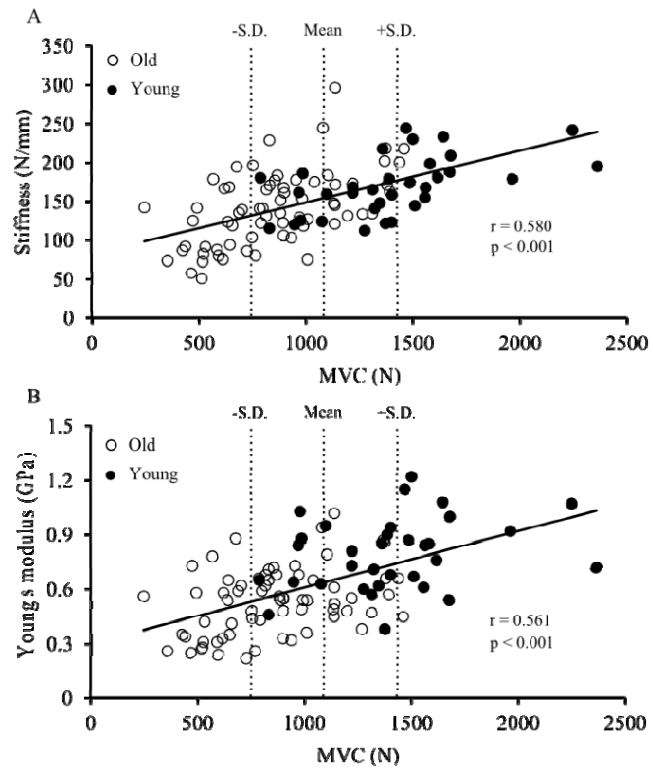 A
-S.D. Mean +S.D.
Old
Young
350
300
250
200
150
100
50
0
Stiffness (N/mm)
r = 0.580
p < 0.001
0 500 1000 1500 2000 2500
MVC (N)
B
-S.D. Mean +S.D.
Old
Young
1.5
1.2
0.9
0.6
0.3
0
Young's modulus (GPa)
r = 0.561
p < 0.001
0 500 1000 1500 2000 2500
MVC (N)